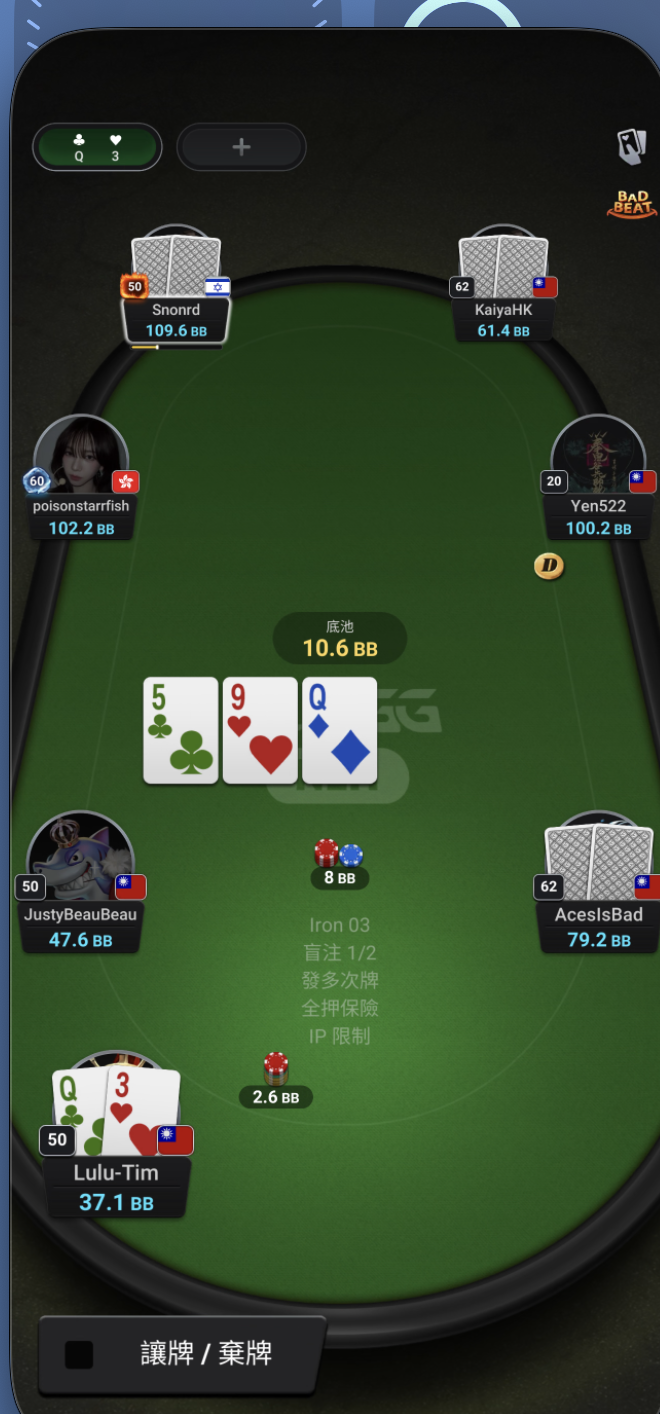 Q 3
+
BAD
BEAT
50
Snonrd
109.6 BB
62
KaiyaHK
61.4 BB
60
poisonstarrfish
102.2 BB
20
Yen522
100.2 BB
D
底池
10.6 BB
5 9 Q
GG
8 BB
50
JustyBeauBeau
47.6 BB
62
AcesIsBad
79.2 BB
Iron 03
盲注 1/2
發多次牌
全押保險
IP 限制
2.6 BB
Q 3
50
Lulu-Tim
37.1 BB
讓牌 / 棄牌